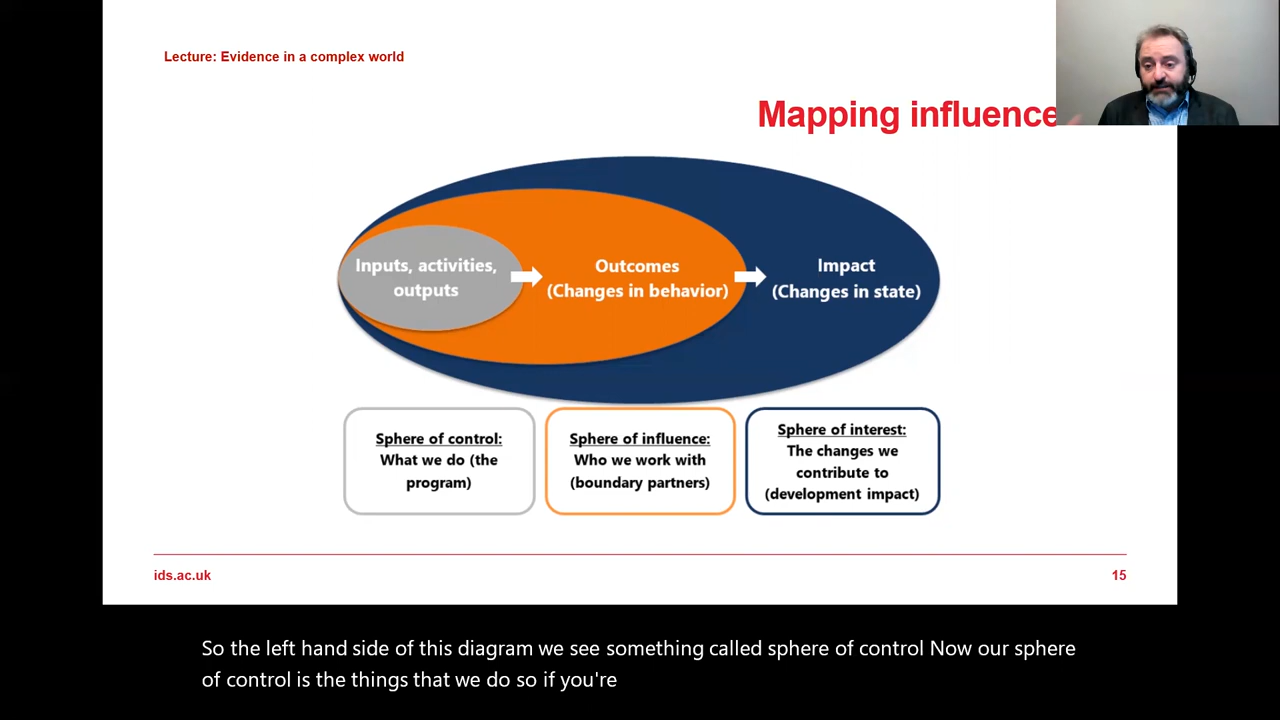 Lecture: Evidence in a complex world
Mapping influence
Inputs, activities,
outputs
Outcomes
(Changes in behavior)
Impact
(Changes in state)
Sphere of control:
What we do (the
program)
Sphere of influence:
Who we work with
(boundary partners)
Sphere of interest:
The changes we
contribute to
(development impact)
ids.ac.uk
15
So the left hand side of this diagram we see something called sphere of control Now our sphere
of control is the things that we do so if you're